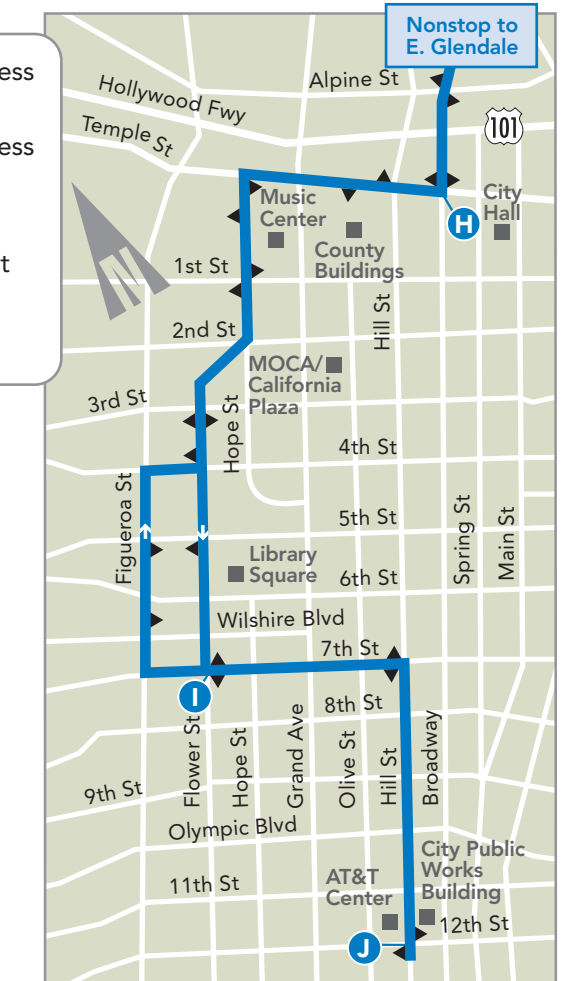 Nonstop to
E. Glendale
ess
ess
t
Alpine St
Hollywood Fwy
Temple St
101
Music
Center
City
Hall
H
County
Buildings
N
1st St
Hill St
2nd St
MOCA/
California
Plaza
3rd St
Hope St
4th St
Figueroa St
5th St
Spring St
Main St
Library
Square
6th St
Wilshire Blvd
7th St
I
8th St
Flower St
Hope St
Grand Ave
Olive St
Hill St
Broadway
9th St
Olympic Blvd
City Public
Works
Building
AT&T
Center
11th St
12th St
J